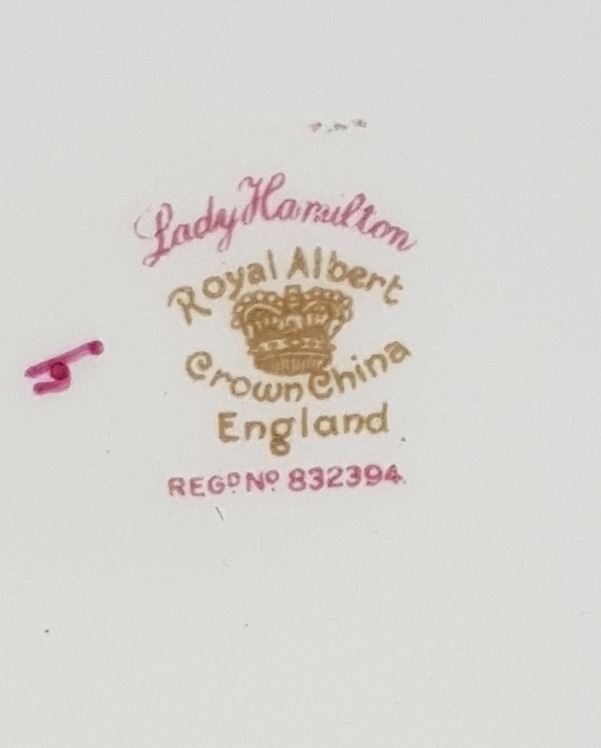 Lady Hamilton
Royal Albert
Crown China
England
REGD No 832394.